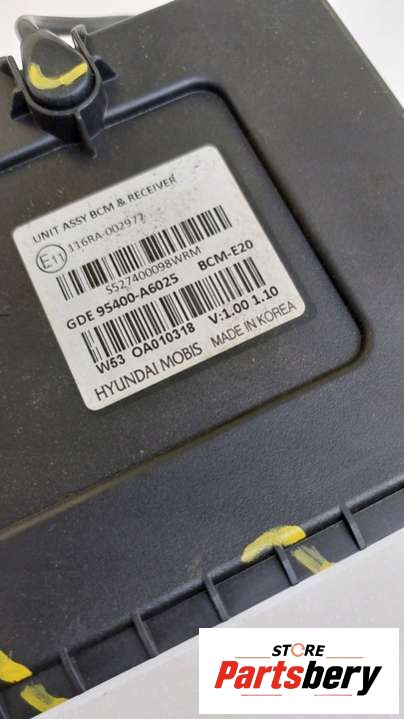 UNIT ASSY BCM & RECEIVER
E11 116RA-002977
S527400098WRM
GDE 95400-A6025 BCM-E20
W53 OA010318 V:1.00 1.10
HYUNDAI MOBIS MADE IN KOREA
STORE
Partsbery